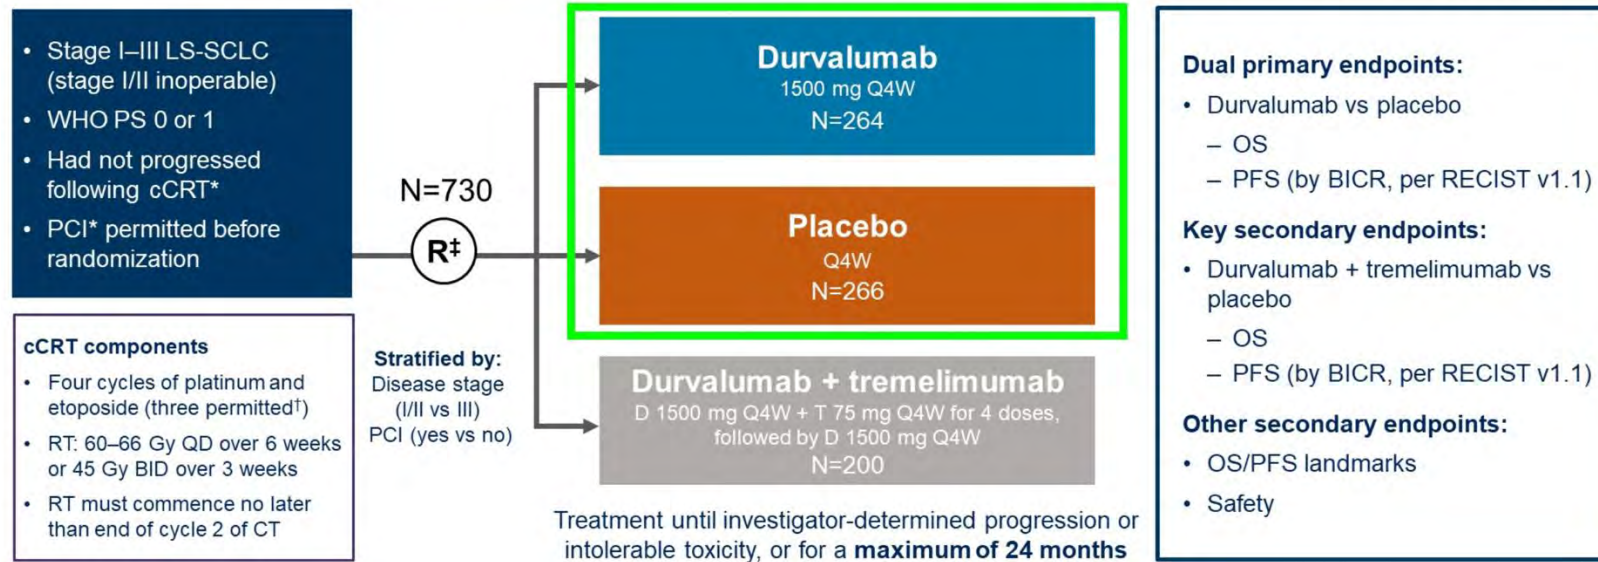 • Stage I–III LS-SCLC
(stage I/II inoperable)
• WHO PS 0 or 1
• Had not progressed
following cCRT*
• PCI* permitted before
randomization
cCRT components
• Four cycles of platinum and
etoposide (three permitted†)
• RT: 60–66 Gy QD over 6 weeks
or 45 Gy BID over 3 weeks
• RT must commence no later
than end of cycle 2 of CT
N=730
R‡
Stratified by:
Disease stage
(I/II vs III)
PCI (yes vs no)
Durvalumab
1500 mg Q4W
N=264
Placebo
Q4W
N=266
Durvalumab + tremelimumab
D 1500 mg Q4W + T 75 mg Q4W for 4 doses,
followed by D 1500 mg Q4W
N=200
Treatment until investigator-determined progression or
intolerable toxicity, or for a maximum of 24 months
Dual primary endpoints:
• Durvalumab vs placebo
– OS
– PFS (by BICR, per RECIST v1.1)
Key secondary endpoints:
• Durvalumab + tremelimumab vs
placebo
– OS
– PFS (by BICR, per RECIST v1.1)
Other secondary endpoints:
• OS/PFS landmarks
• Safety